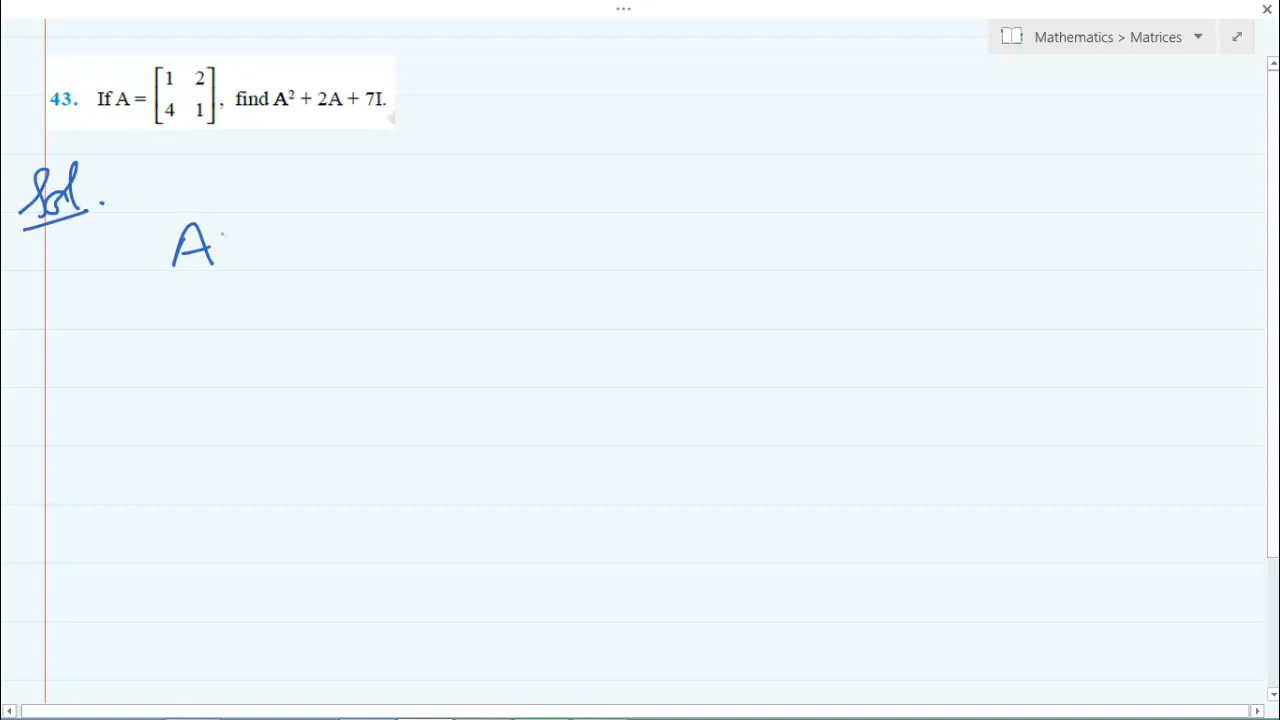 Mathematics > Matrices
43. If A = [1 2
4 1], find A² + 2A + 7I.
Sol.
A